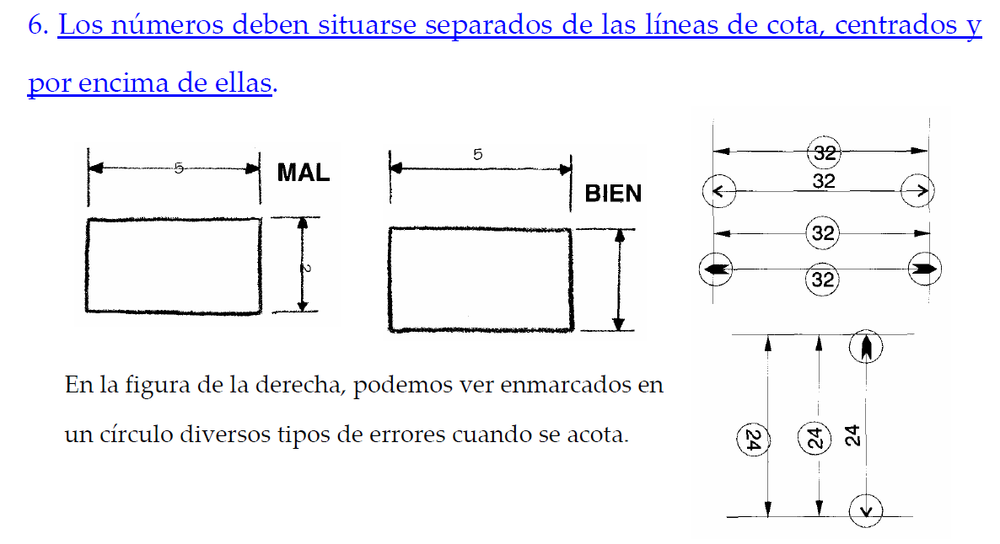 6. Los números deben situarse separados de las líneas de cota, centrados y
por encima de ellas.
5
MAL
2
5
BIEN
32
32
32
32
En la figura de la derecha, podemos ver enmarcados en
un círculo diversos tipos de errores cuando se acota.
24
24
24